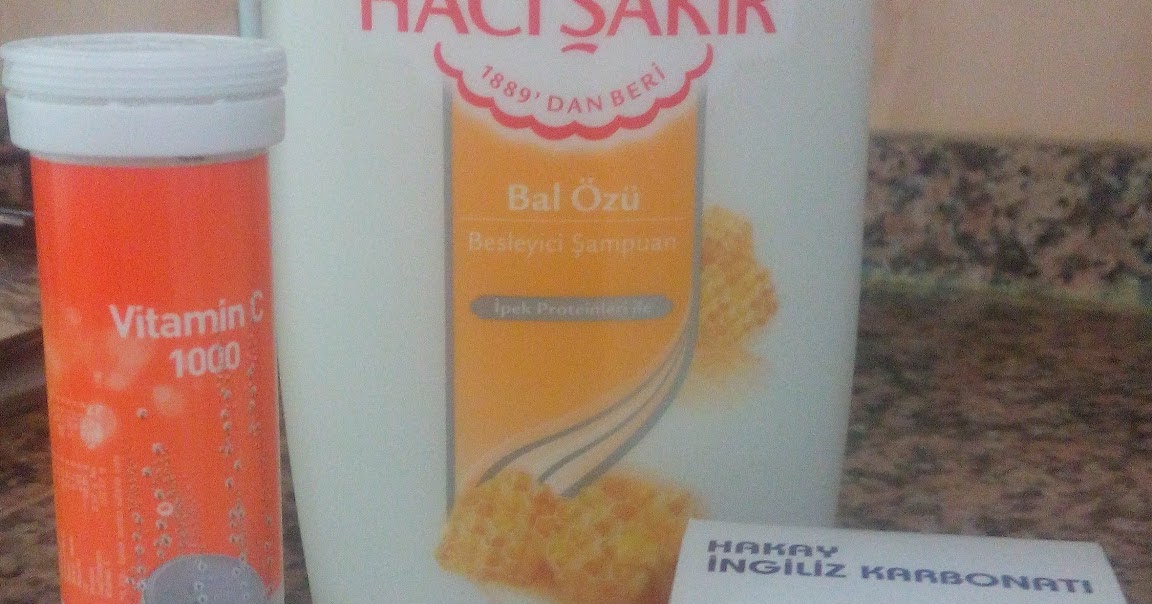 HACI ŞAKİR
1889' DAN BERİ
Bal Özü
Besleyici Şampuan
İpek Proteinleri ile
Vitamin C
1000
HAKAY
İNGİLİZ KARBONATI